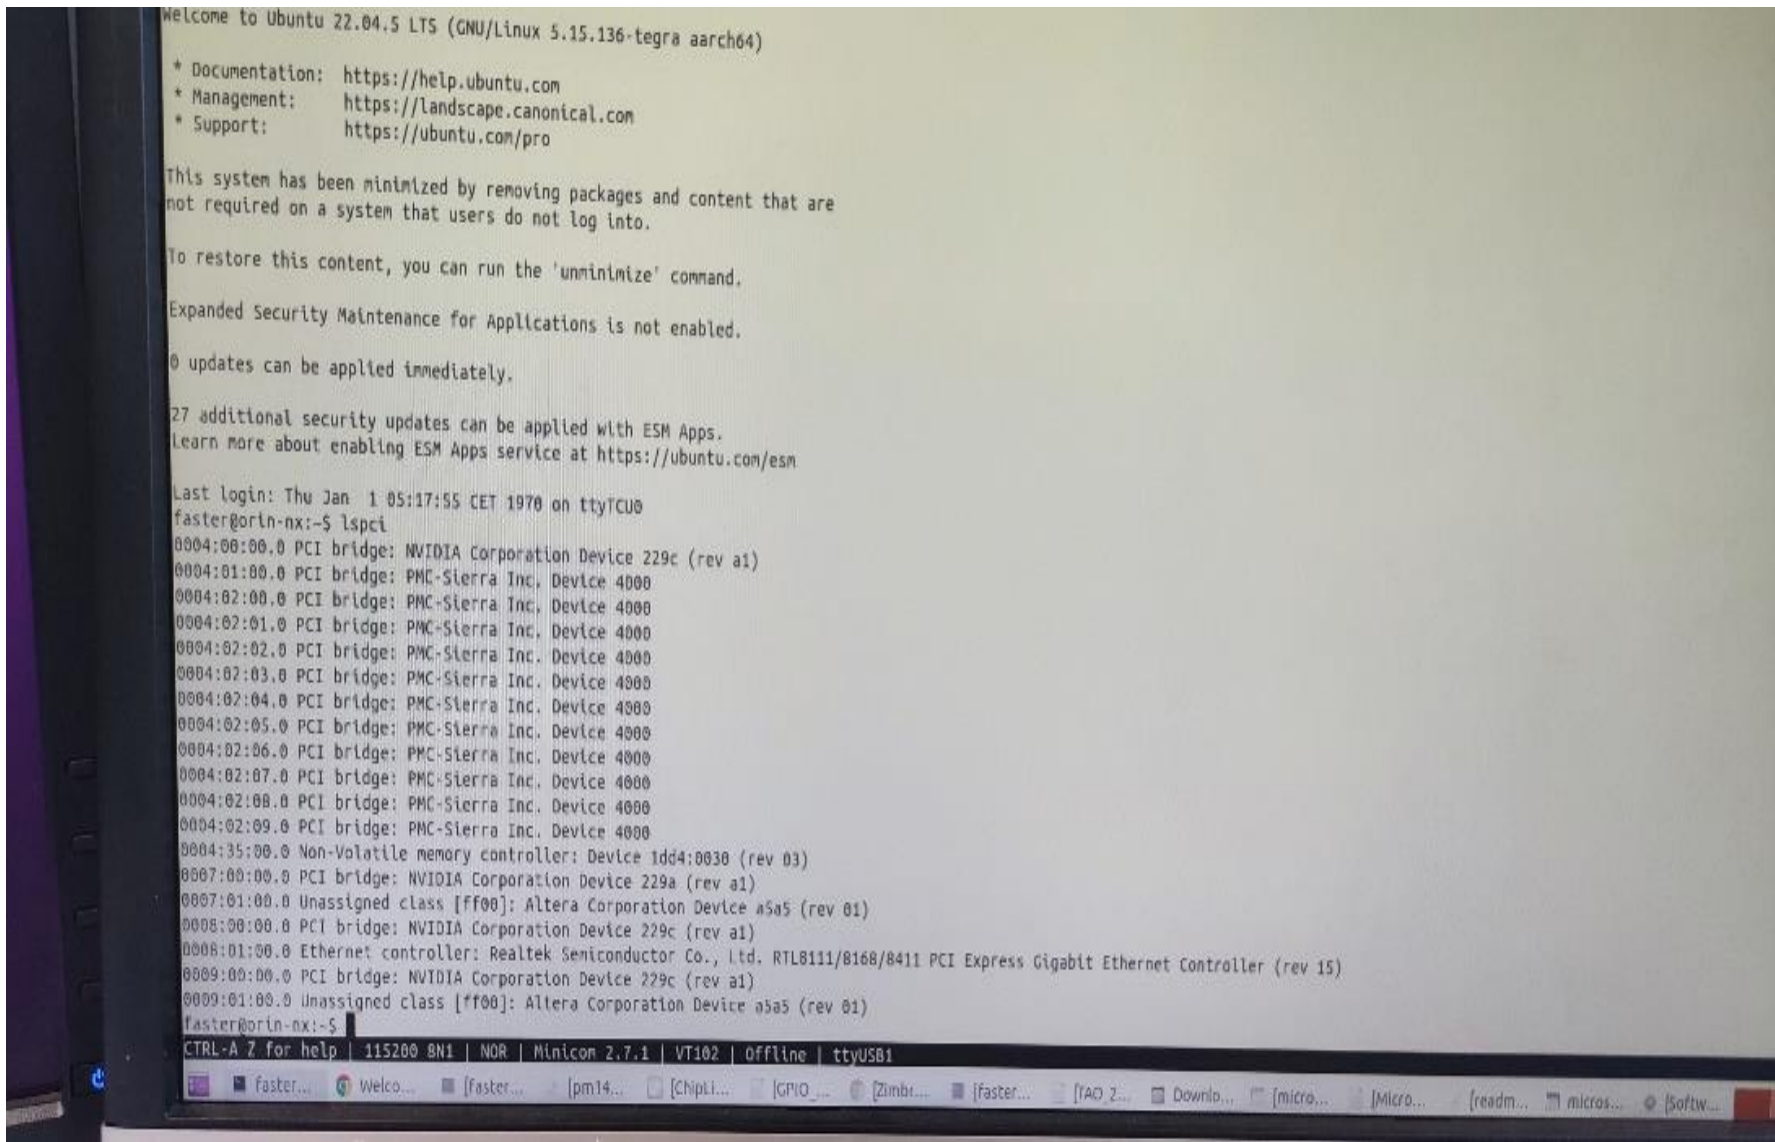 Welcome to Ubuntu 22.04.5 LTS (GNU/Linux 5.15.136-tegra aarch64)
* Documentation: https://help.ubuntu.com
* Management: https://landscape.canonical.com
* Support: https://ubuntu.com/pro
This system has been minimized by removing packages and content that are
not required on a system that users do not log into.
To restore this content, you can run the 'unminimize' command.
Expanded Security Maintenance for Applications is not enabled.
0 updates can be applied immediately.
27 additional security updates can be applied with ESM Apps.
Learn more about enabling ESM Apps service at https://ubuntu.com/esm
Last login: Thu Jan 1 05:17:55 CET 1970 on ttyTCU0
faster@orin-nx:~$ lspci
0004:00:00.0 PCI bridge: NVIDIA Corporation Device 229c (rev a1)
0004:01:00.0 PCI bridge: PMC-Sierra Inc. Device 4000
0004:02:00.0 PCI bridge: PMC-Sierra Inc. Device 4000
0004:02:01.0 PCI bridge: PMC-Sierra Inc. Device 4000
0004:02:02.0 PCI bridge: PMC-Sierra Inc. Device 4000
0004:02:03.0 PCI bridge: PMC-Sierra Inc. Device 4000
0004:02:04.0 PCI bridge: PMC-Sierra Inc. Device 4000
0004:02:05.0 PCI bridge: PMC-Sierra Inc. Device 4000
0004:02:06.0 PCI bridge: PMC-Sierra Inc. Device 4000
0004:02:07.0 PCI bridge: PMC-Sierra Inc. Device 4000
0004:02:08.0 PCI bridge: PMC-Sierra Inc. Device 4000
0004:02:09.0 PCI bridge: PMC-Sierra Inc. Device 4000
0004:35:00.0 Non-Volatile memory controller: Device 1dd4:0030 (rev 03)
0007:00:00.0 PCI bridge: NVIDIA Corporation Device 229a (rev a1)
0007:01:00.0 Unassigned class [ff00]: Altera Corporation Device a5a5 (rev 01)
0008:00:00.0 PCI bridge: NVIDIA Corporation Device 229c (rev a1)
0008:01:00.0 Ethernet controller: Realtek Semiconductor Co., Ltd. RTL8111/8168/8411 PCI Express Gigabit Ethernet Controller (rev 15)
0009:00:00.0 PCI bridge: NVIDIA Corporation Device 229c (rev a1)
0009:01:00.0 Unassigned class [ff00]: Altera Corporation Device a5a5 (rev 01)
faster@orin-nx:~$
CTRL-A Z for help | 115200 8N1 | NOR | Minicom 2.7.1 | VT102 | Offline | ttyUSB1
faster... Welco... [faster... [pm14... [ChipLi... [GPIO_... [Zimbr... [faster... [TAO_2... Downlo... [micro... [Micro... [readm... micros... [Softw...